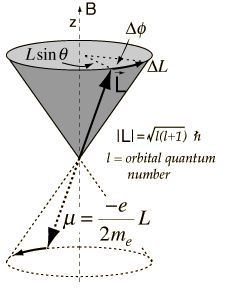 B
z
Δϕ
L sin θ
ΔL
L
|L| = √l(l+1) ħ
l = orbital quantum
number
μ = -e/2mₑ L